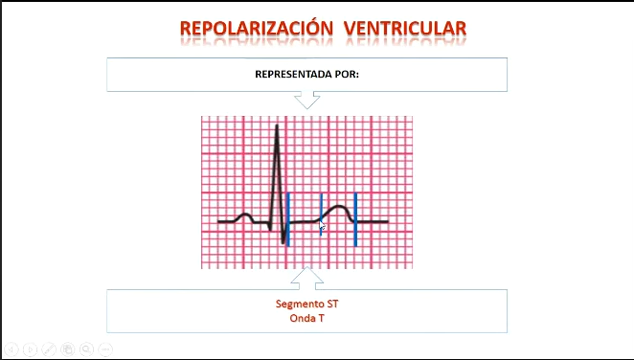 REPOLARIZACIÓN VENTRICULAR
REPRESENTADA POR:
Segmento ST
Onda T